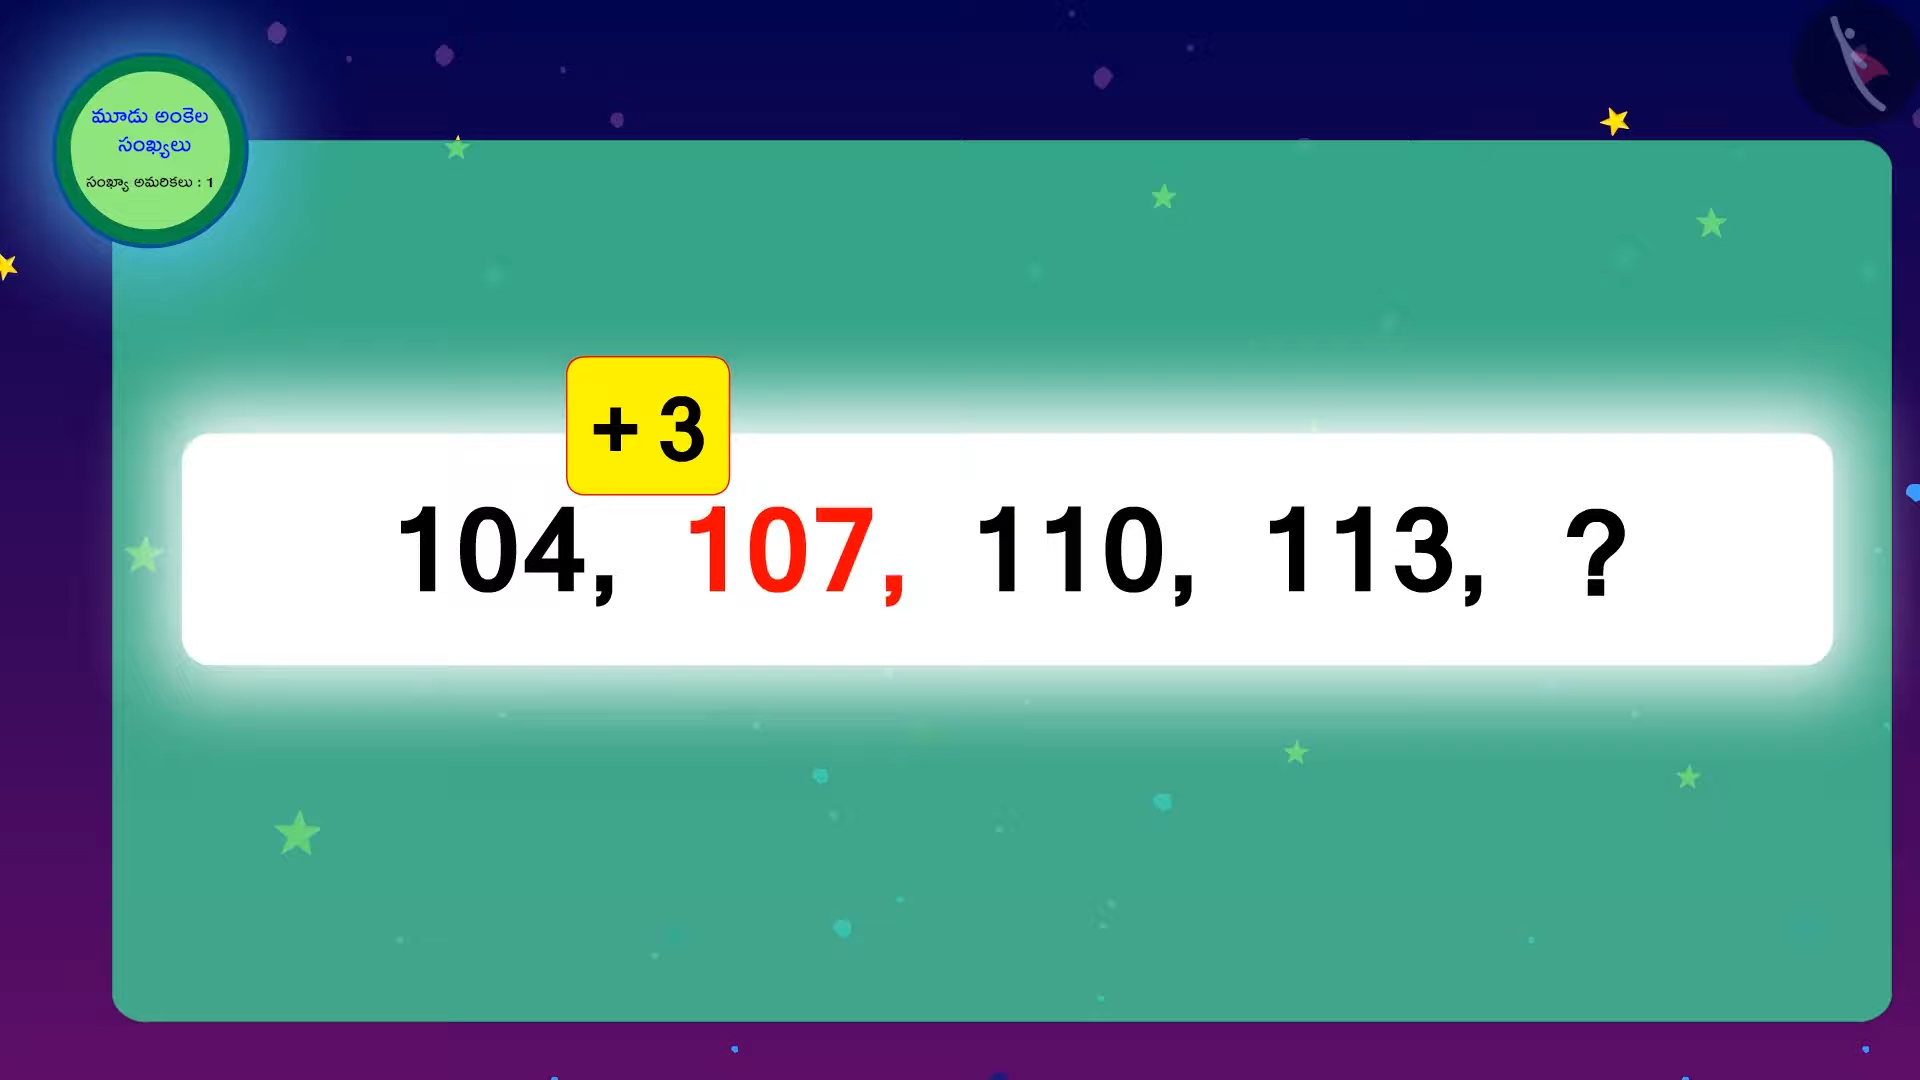 మూడు అంకెల
సంఖ్యలు
సంఖ్యా అమరికలు : 1
+ 3
104, 107, 110, 113, ?